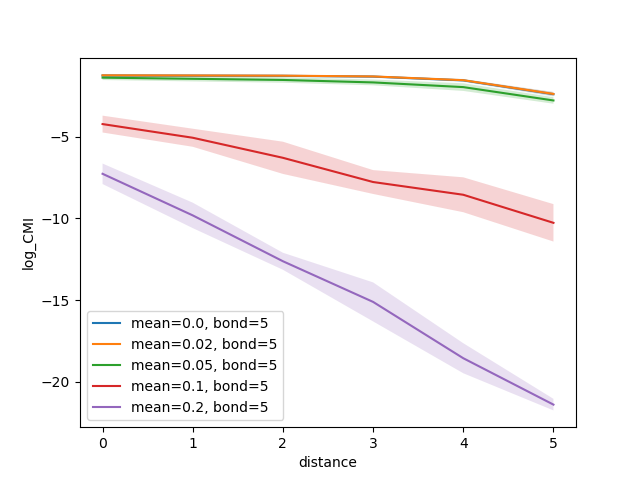 log_CMI
−5
−10
−15
−20
mean=0.0, bond=5
mean=0.02, bond=5
mean=0.05, bond=5
mean=0.1, bond=5
mean=0.2, bond=5
0 1 2 3 4 5
distance